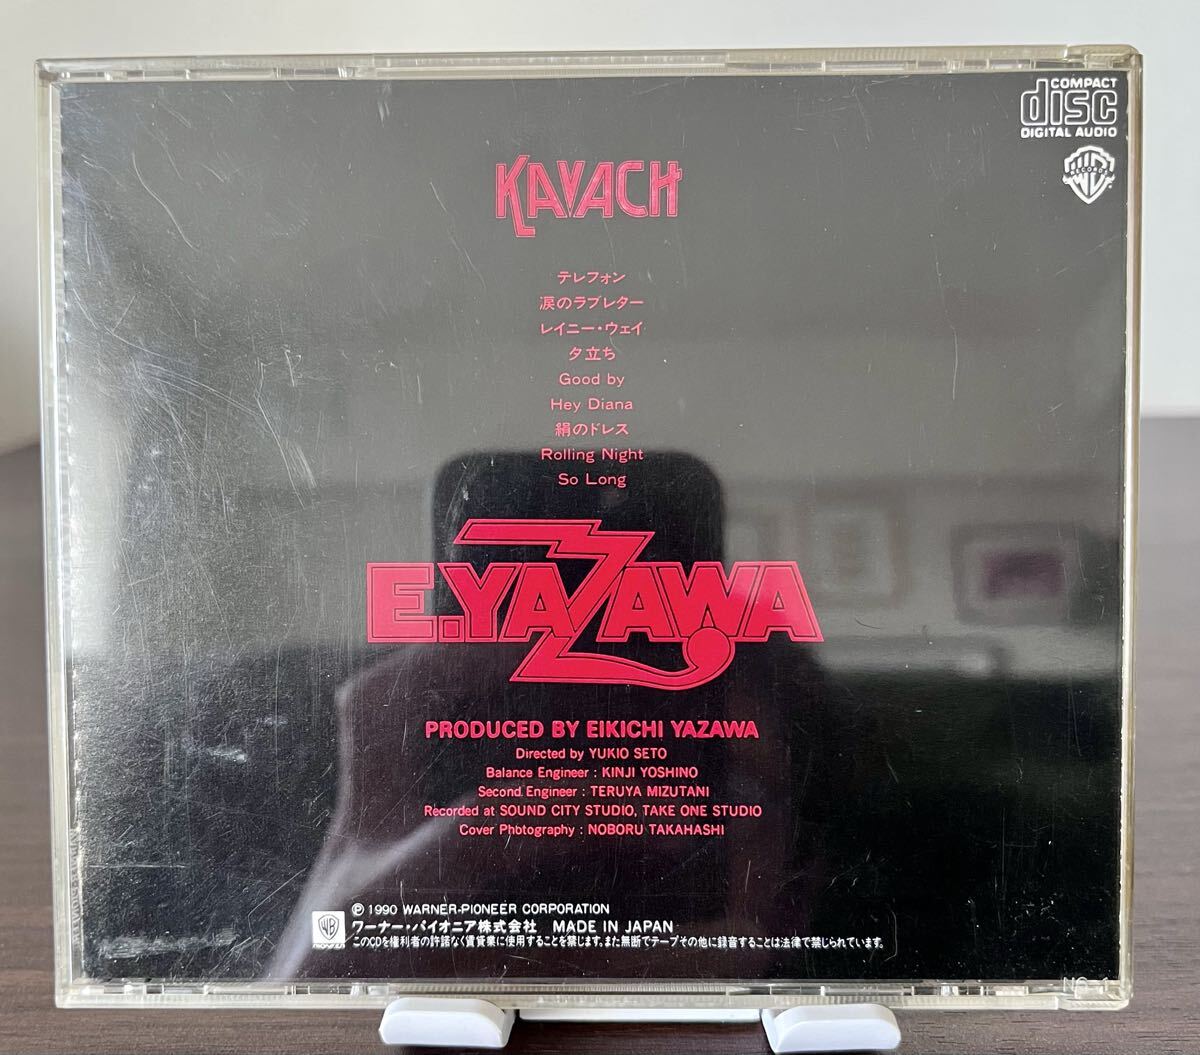 COMPACT
disc
DIGITAL AUDIO
RECORDS
KAVACH
テレフォン
涙のラブレター
レイニー・ウェイ
夕立ち
Good by
Hey Diana
絹のドレス
Rolling Night
So Long
E.YAZAWA
PRODUCED BY EIKICHI YAZAWA
Directed by YUKIO SETO
Balance Engineer : KINJI YOSHINO
Second Engineer : TERUYA MIZUTANI
Recorded at SOUND CITY STUDIO, TAKE ONE STUDIO
Cover Photography : NOBORU TAKAHASHI
Ⓟ 1990 WARNER-PIONEER CORPORATION
ワーナー・パイオニア株式会社 MADE IN JAPAN
このCDを権利者の許諾なく賃貸業に使用することを禁じます。また無断でテープその他に録音することは法律で禁じられています。